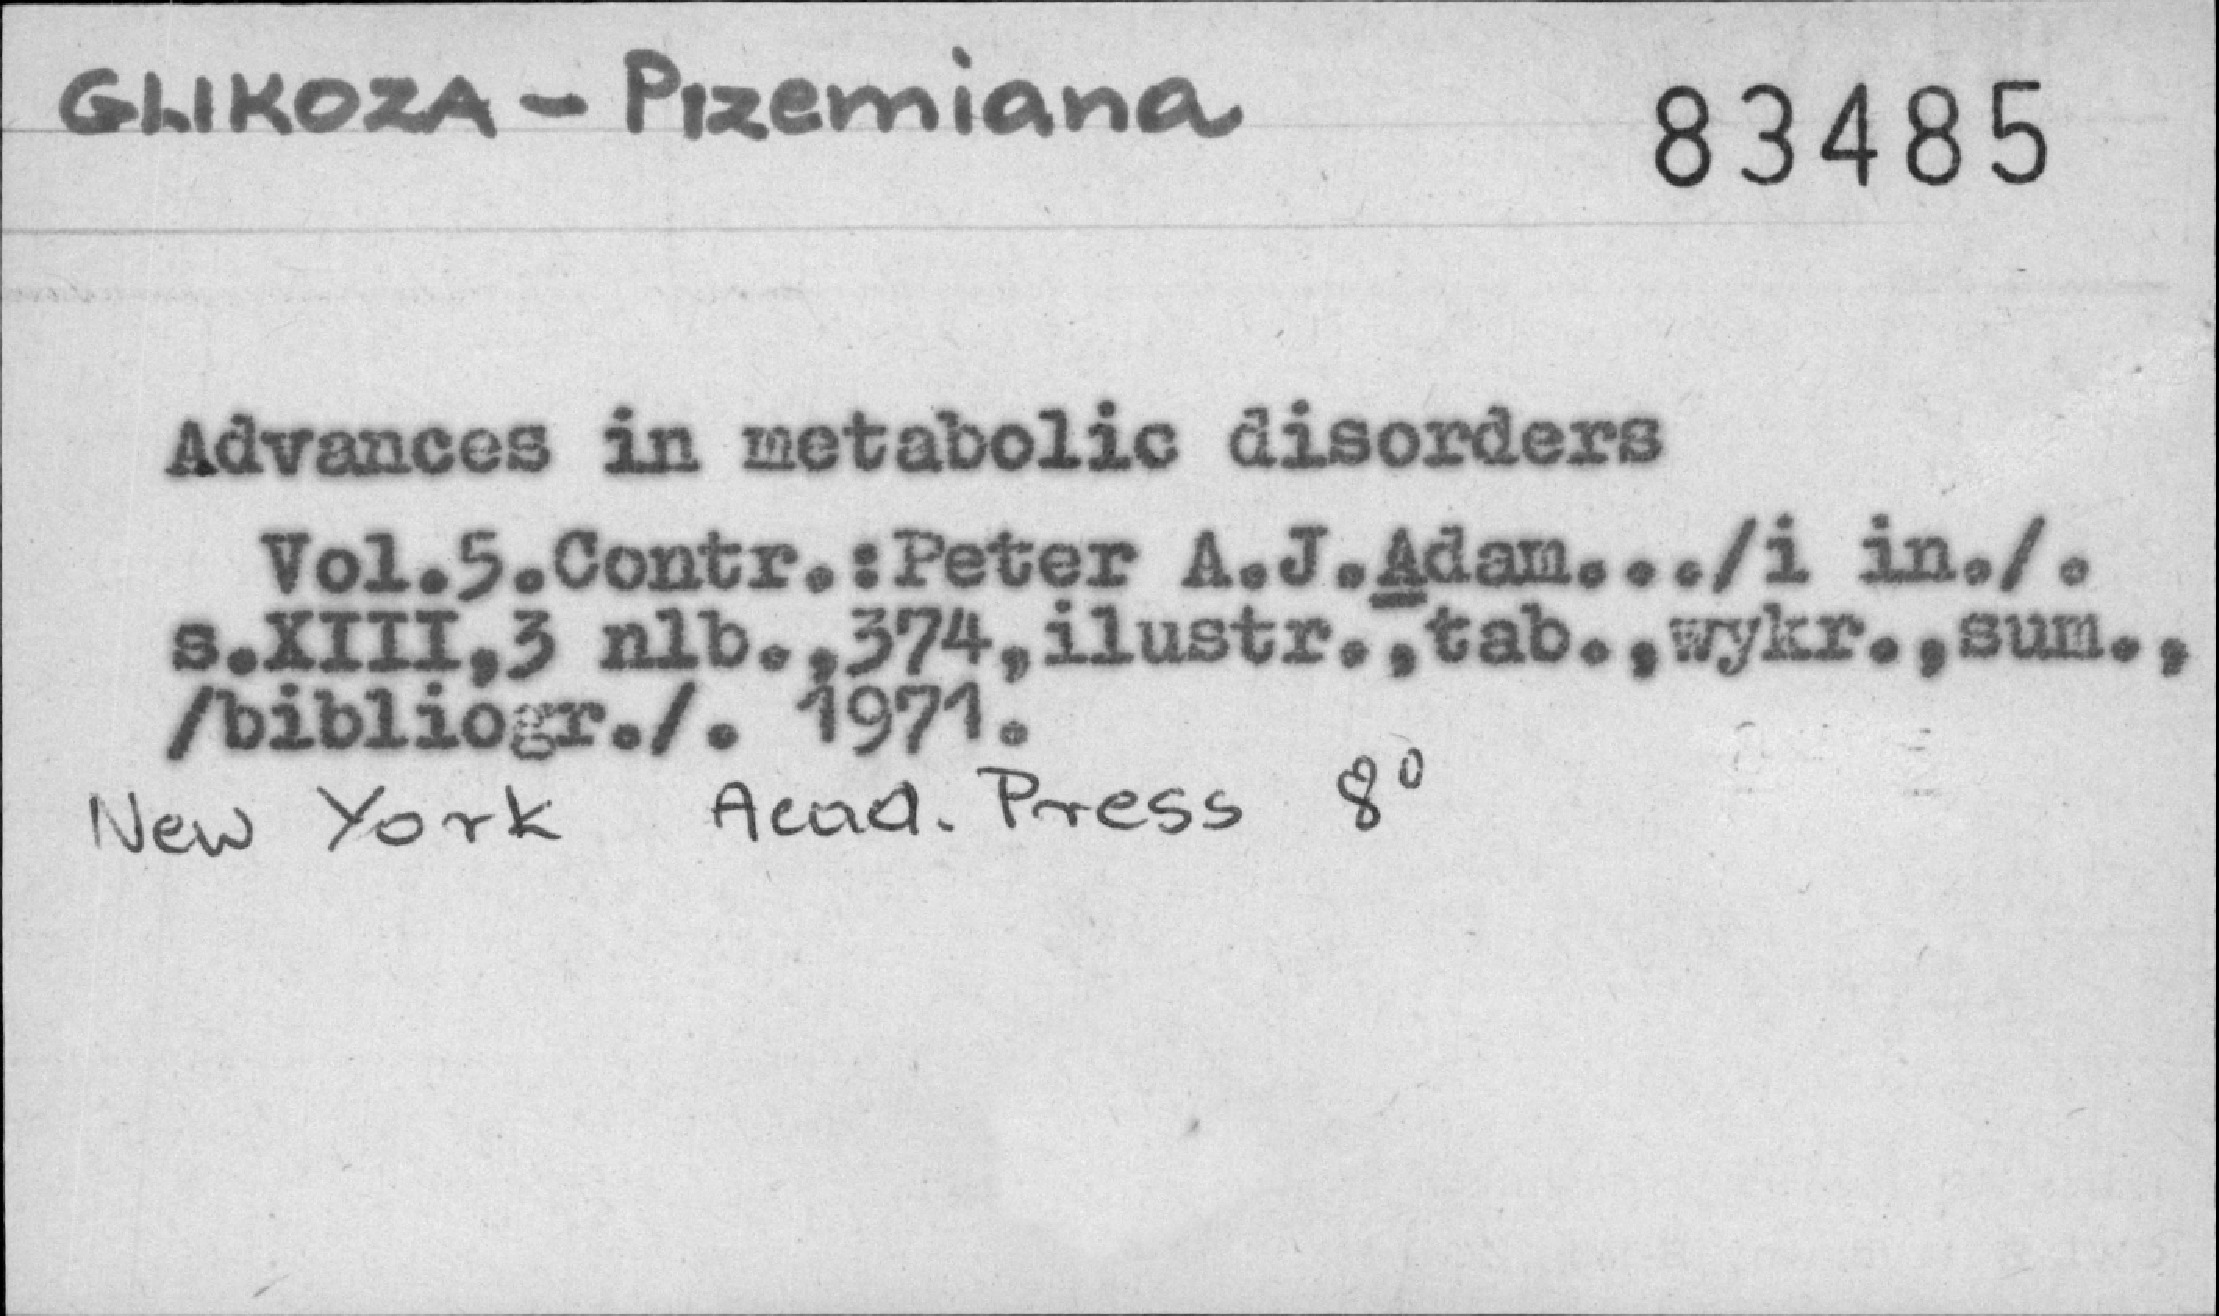 GLIKOZA - Przemiana
83485
Advances in metabolic disorders
Vol.5.Contr.:Peter A.J.Adam.../i in./.
s.XIII,3 nlb.,374,ilustr.,tab.,wykr.,sum.,
/bibliogr./. 1971.
New York Acad. Press 8⁰